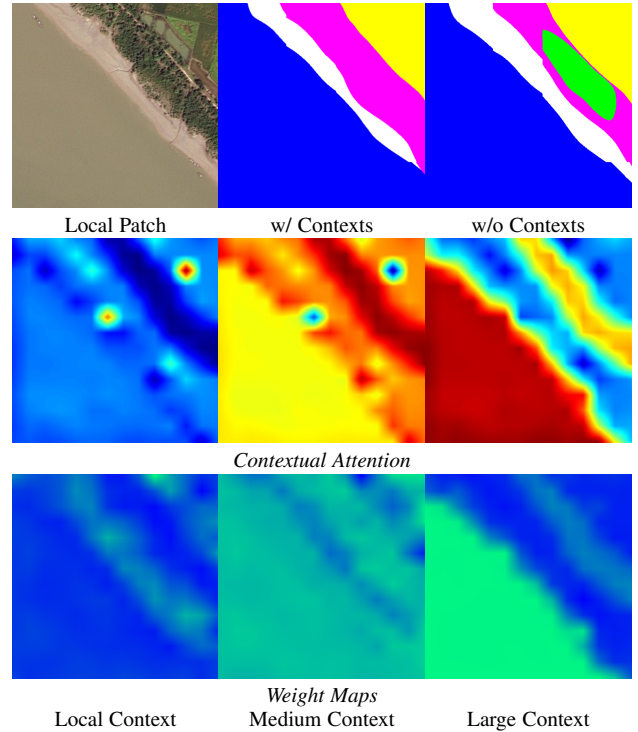 Local Patch w/ Contexts w/o Contexts
Contextual Attention
Weight Maps
Local Context Medium Context Large Context